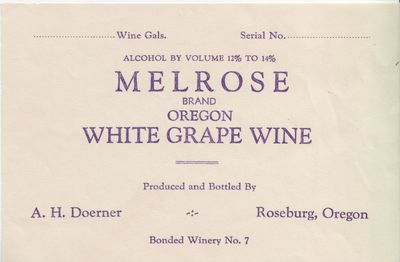 ........................Wine Gals. Serial No.........................
ALCOHOL BY VOLUME 12% TO 14%
MELROSE
BRAND
OREGON
WHITE GRAPE WINE
Produced and Bottled By
A. H. Doerner -:- Roseburg, Oregon
Bonded Winery No. 7